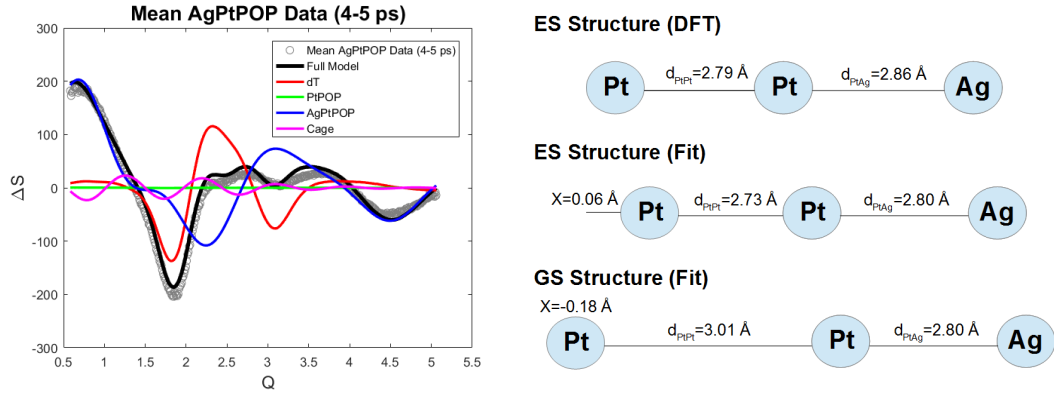 Mean AgPtPOP Data (4-5 ps)
300
200
100
0
-100
-200
-300
ΔS
0.5 1 1.5 2 2.5 3 3.5 4 4.5 5 5.5
Q
Mean AgPtPOP Data (4-5 ps)
Full Model
dT
PtPOP
AgPtPOP
Cage
ES Structure (DFT)
Pt dPtPt=2.79 Å Pt dPtAg=2.86 Å Ag
ES Structure (Fit)
X=0.06 Å Pt dPtPt=2.73 Å Pt dPtAg=2.80 Å Ag
GS Structure (Fit)
X=-0.18 Å
Pt dPtPt=3.01 Å Pt dPtAg=2.80 Å Ag